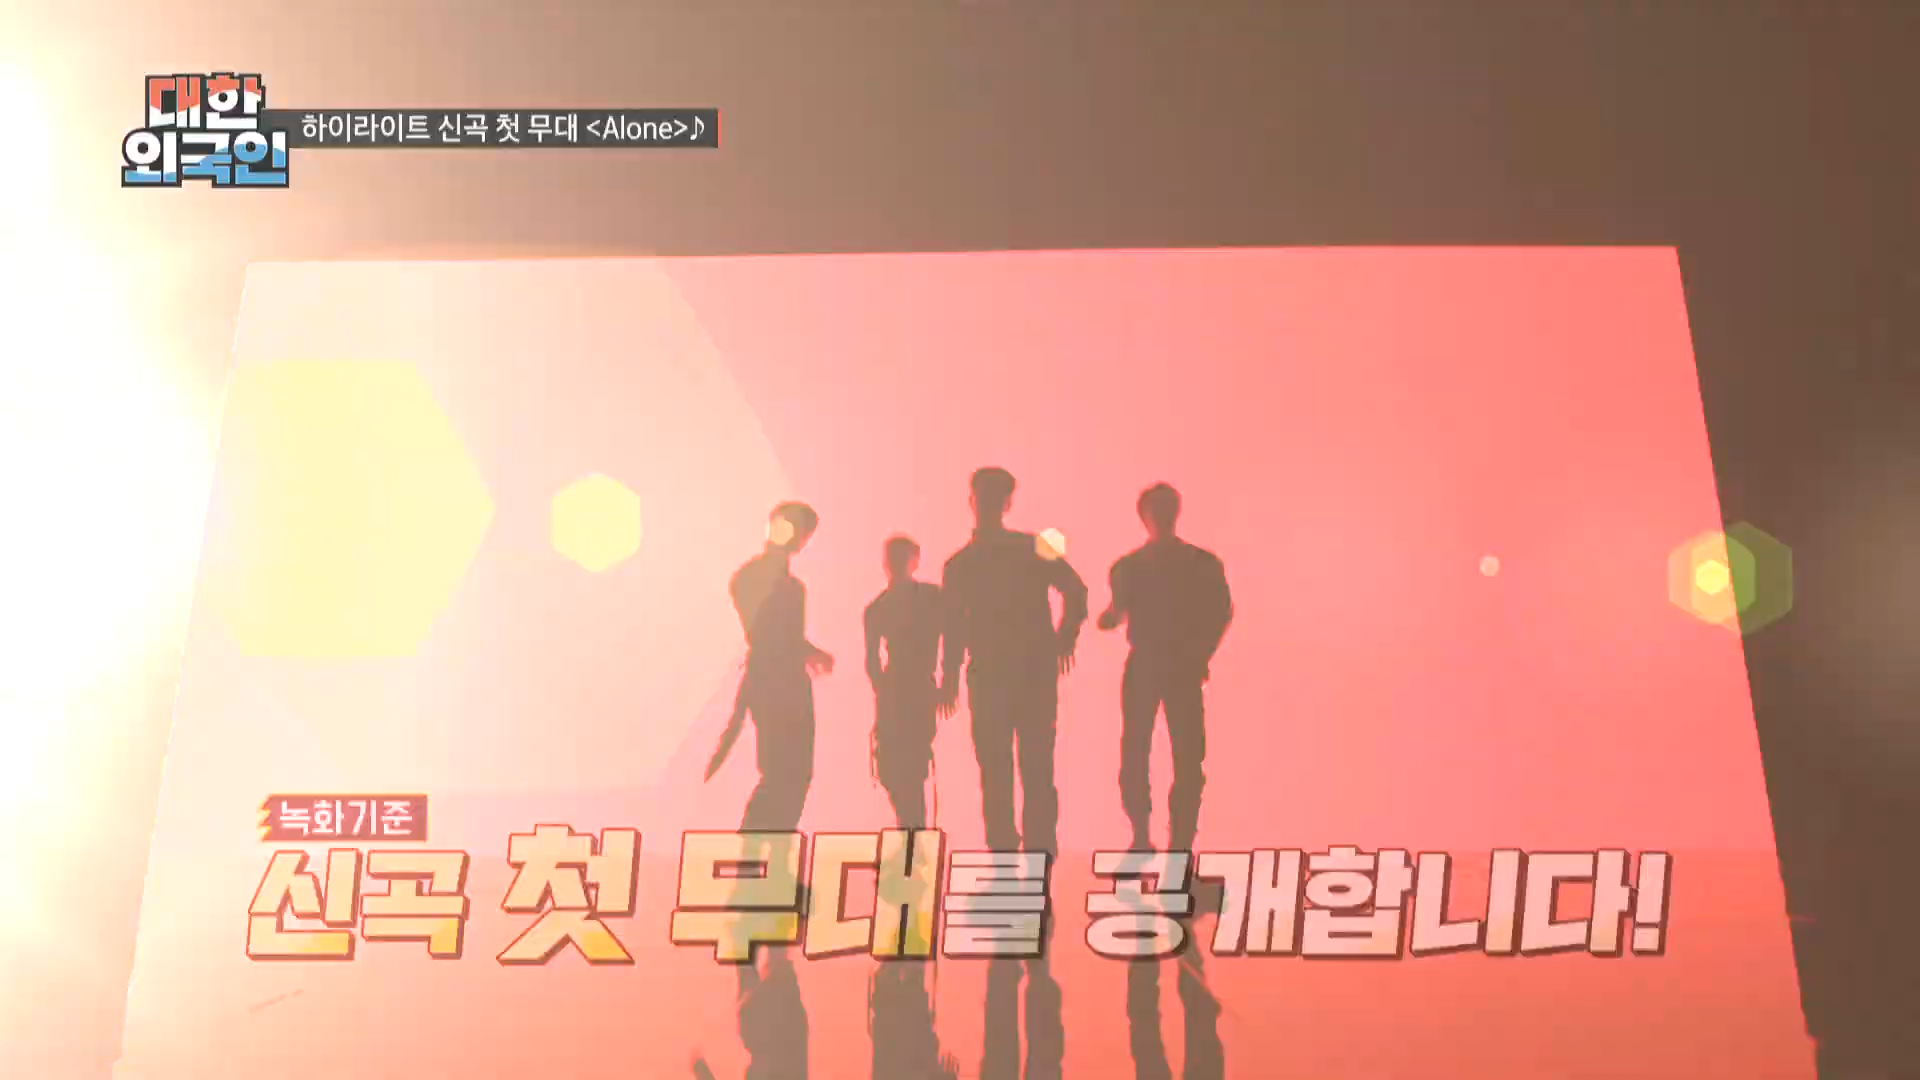 대한
외국인
하이라이트 신곡 첫 무대 <Alone>♪
녹화기준
신곡 첫 무대를 공개합니다!